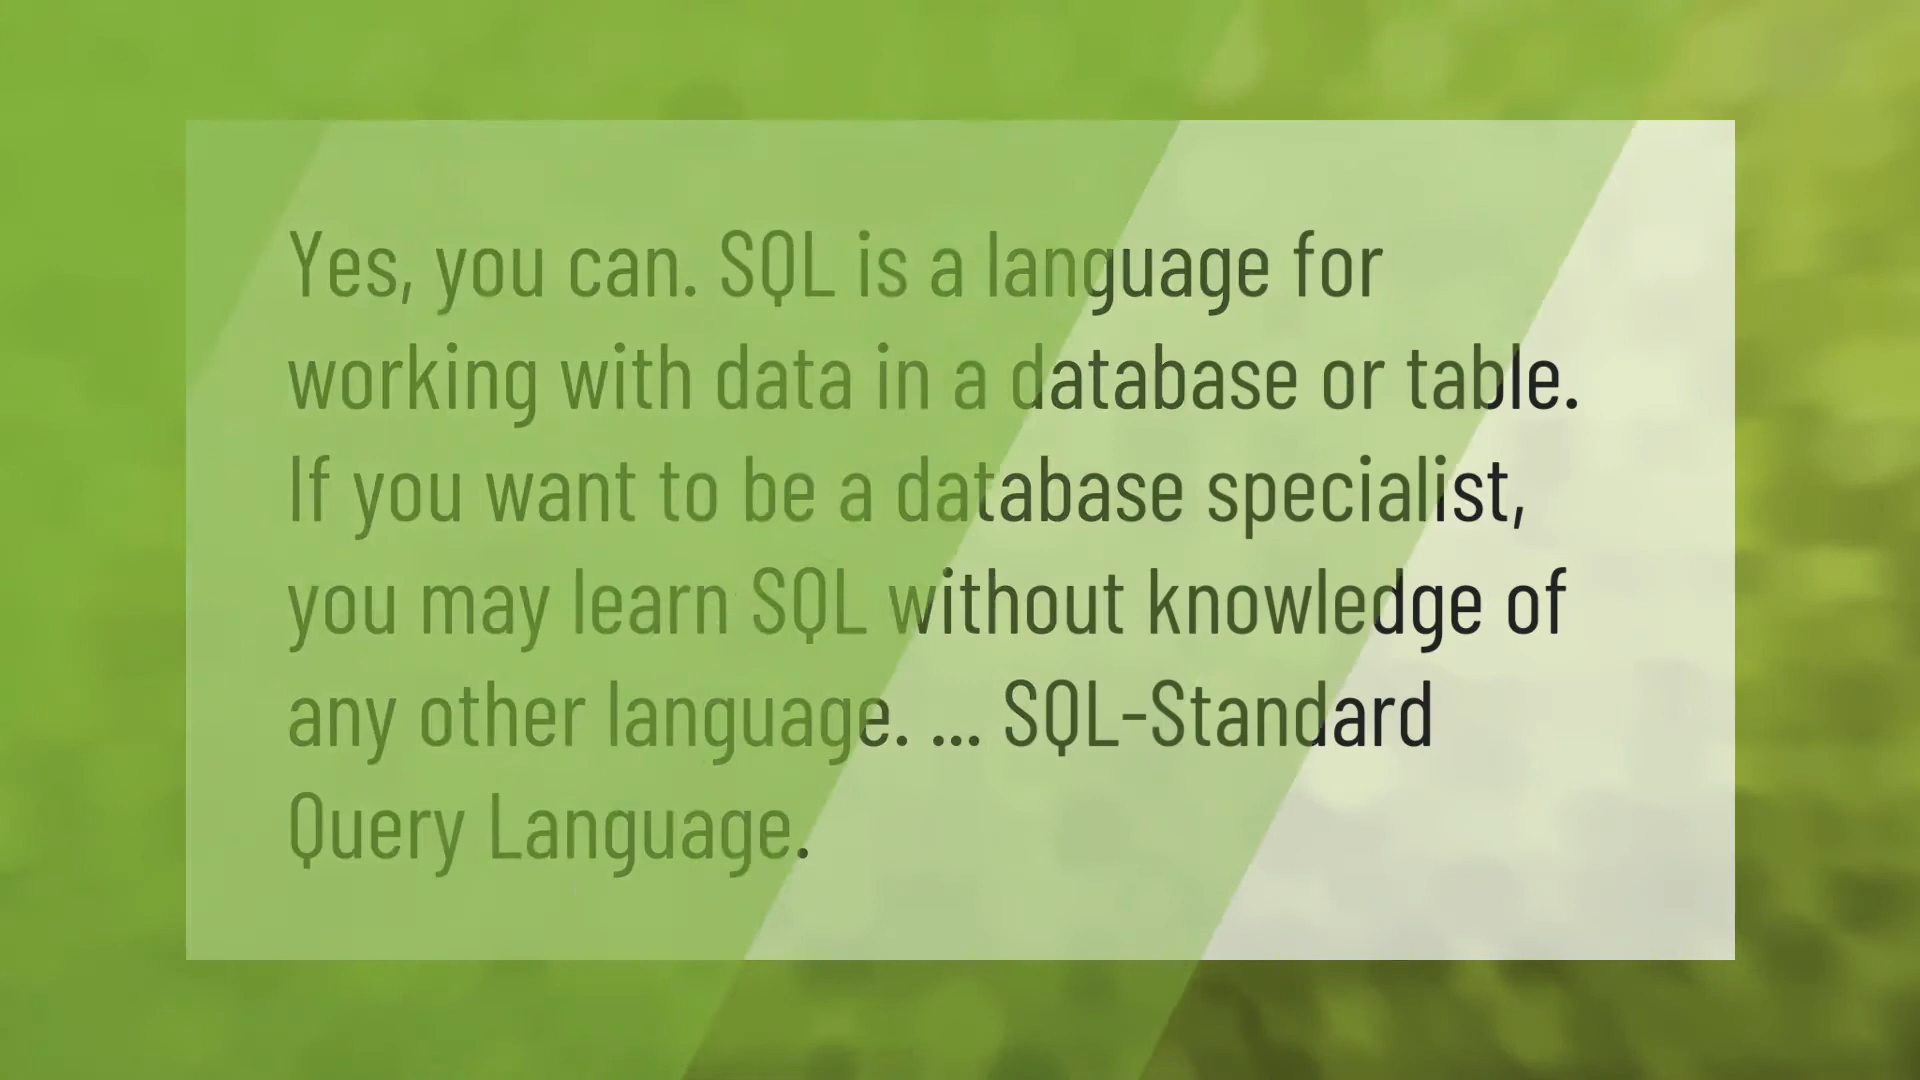 Yes, you can. SQL is a language for
working with data in a database or table.
If you want to be a database specialist,
you may learn SQL without knowledge of
any other language. ... SQL-Standard
Query Language.